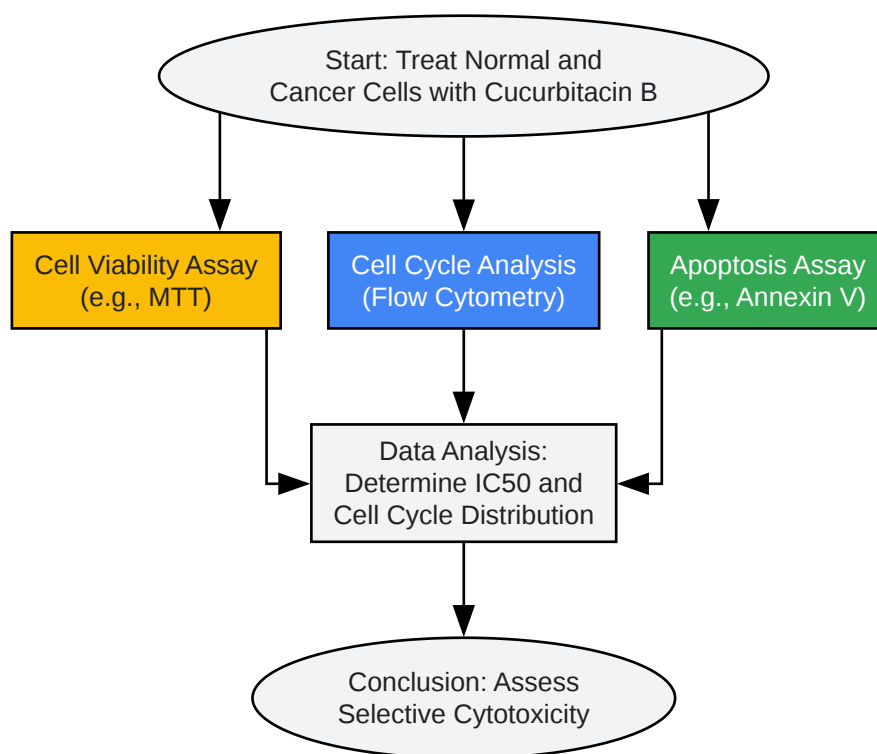 Start: Treat Normal and
Cancer Cells with Cucurbitacin B
Cell Viability Assay
(e.g., MTT)
Cell Cycle Analysis
(Flow Cytometry)
Apoptosis Assay
(e.g., Annexin V)
Data Analysis:
Determine IC50 and
Cell Cycle Distribution
Conclusion: Assess
Selective Cytotoxicity